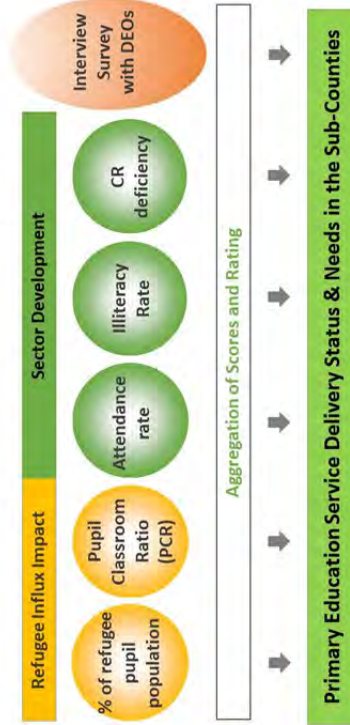 Refugee Influx Impact
Sector Development
% of refugee
pupil
population
Pupil
Classroom
Ratio
(PCR)
Attendance
rate
Illiteracy
Rate
CR
deficiency
Interview
Survey
with DEOs
Aggregation of Scores and Rating
Primary Education Service Delivery Status & Needs in the Sub-Counties